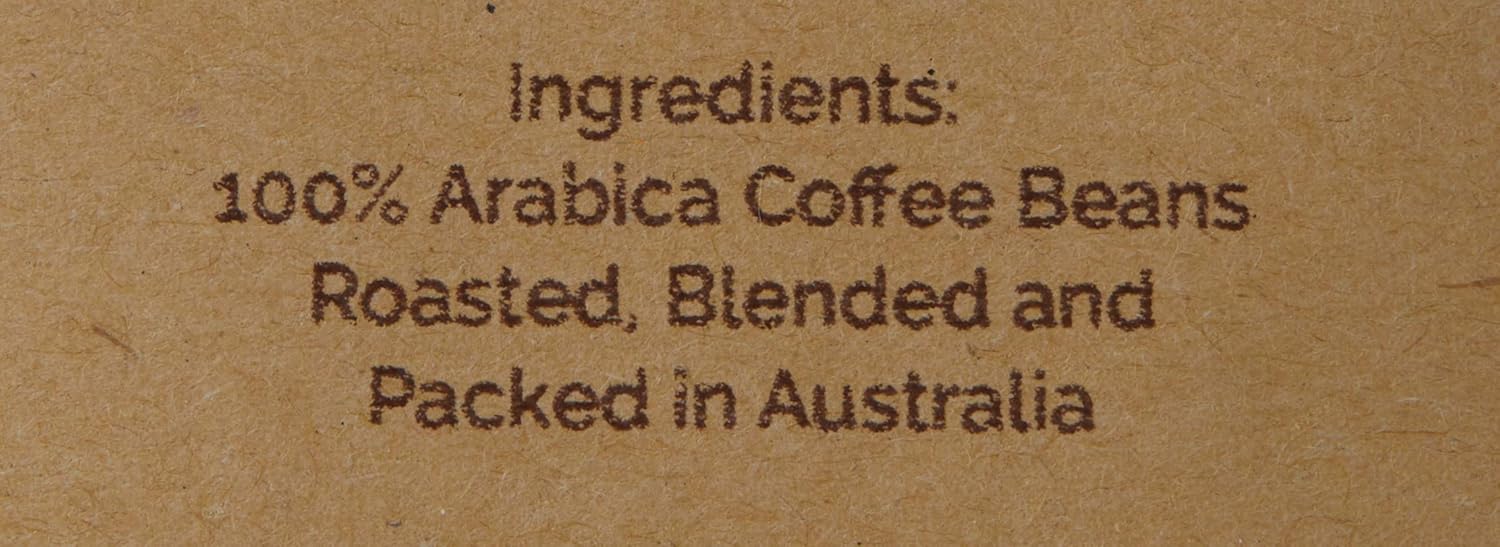 Ingredients:
100% Arabica Coffee Beans
Roasted, Blended and
Packed in Australia